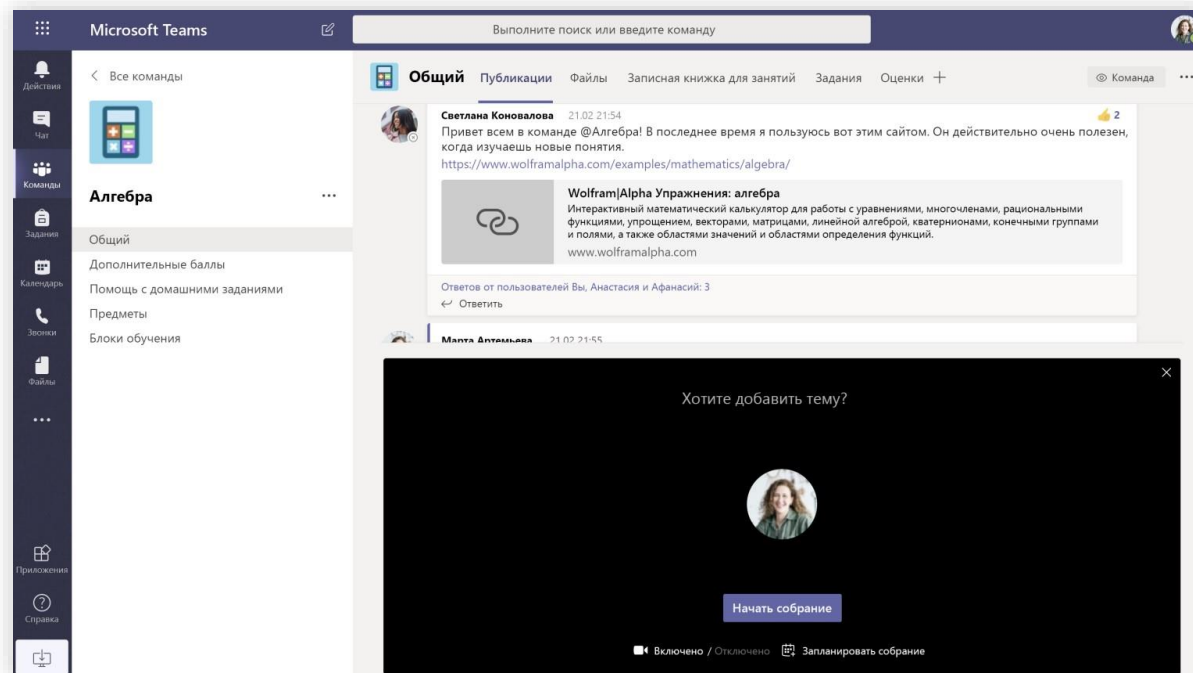 Microsoft Teams
Выполните поиск или введите команду
Действия
Чат
Команды
Задания
Календарь
Звонки
Файлы
Приложения
Справка
Все команды
Алгебра
Общий
Дополнительные баллы
Помощь с домашними заданиями
Предметы
Блоки обучения
Общий Публикации Файлы Записная книжка для занятий Задания Оценки
Команда
Светлана Коновалова 21.02 21:54
2
Привет всем в команде @Алгебра! В последнее время я пользуюсь вот этим сайтом. Он действительно очень полезен,
когда изучаешь новые понятия.
https://www.wolframalpha.com/examples/mathematics/algebra/
Wolfram|Alpha Упражнения: алгебра
Интерактивный математический калькулятор для работы с уравнениями, многочленами, рациональными
функциями, упрощением, векторами, матрицами, линейной алгеброй, кватернионами, конечными группами
и полями, а также областями значений и областями определения функций.
www.wolframalpha.com
Ответов от пользователей Вы, Анастасия и Афанасий: 3
Ответить
Марта Артемьева 21.02 21:55
Хотите добавить тему?
Начать собрание
Включено / Отключено Запланировать собрание